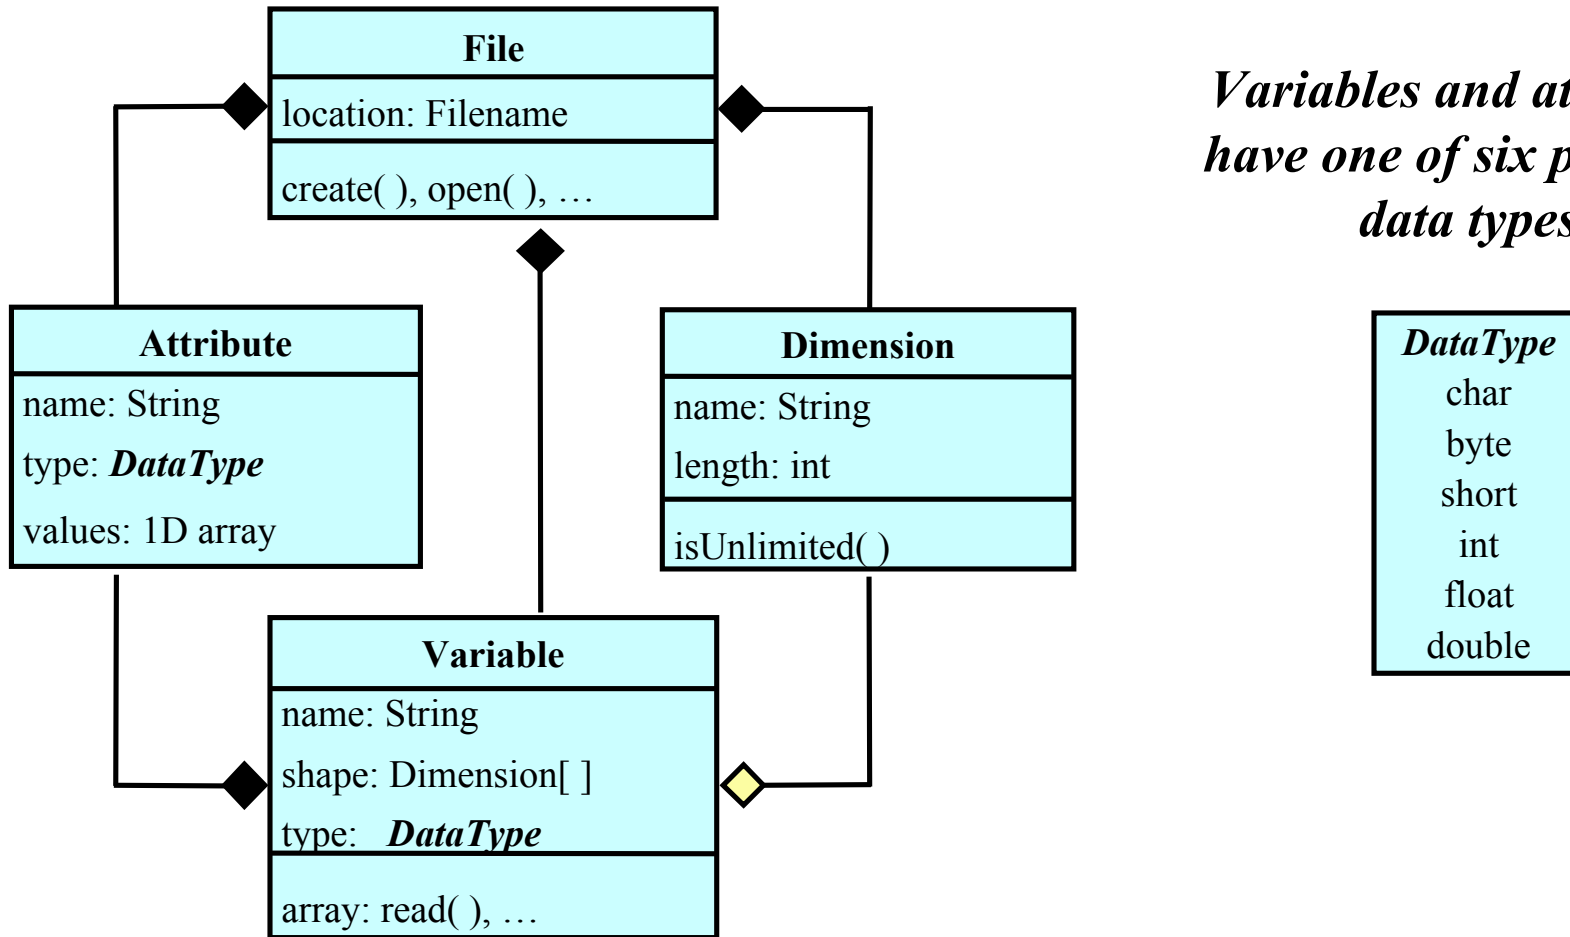 File
location: Filename
create( ), open( ), …
Attribute
name: String
type: DataType
values: 1D array
Dimension
name: String
length: int
isUnlimited( )
Variable
name: String
shape: Dimension[ ]
type: DataType
array: read( ), …
Variables and
have one of six
data types
DataType
char
byte
short
int
float
double